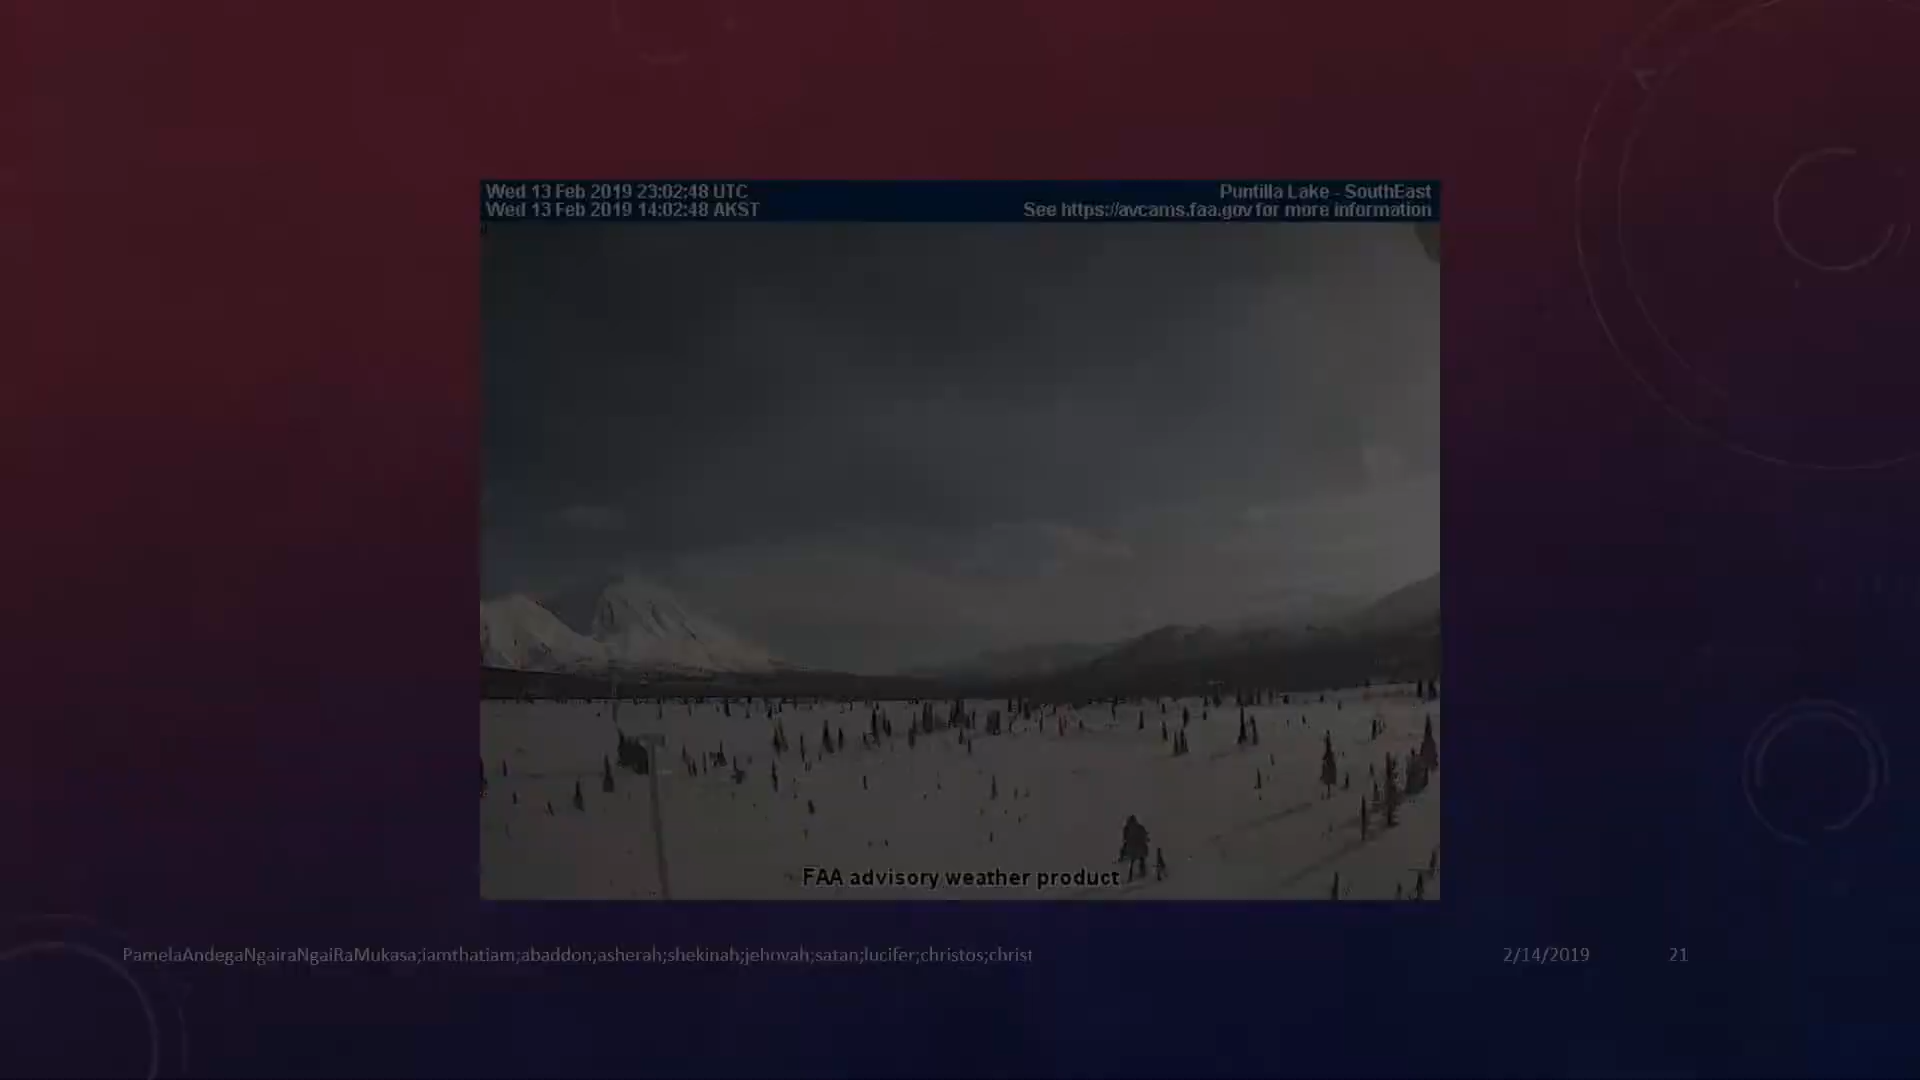 Wed 13 Feb 2019 23:02:48 UTC
Puntilla Lake - SouthEast
Wed 13 Feb 2019 14:02:48 AKST
See https://avcams.faa.gov for more information
FAA advisory weather product
PamelaAndegaNgairaNgaiRaMukasa;iamthatiam;abaddon;asherah;shekinah;jehovah;satan;lucifer;christos;christ
2/14/2019
21